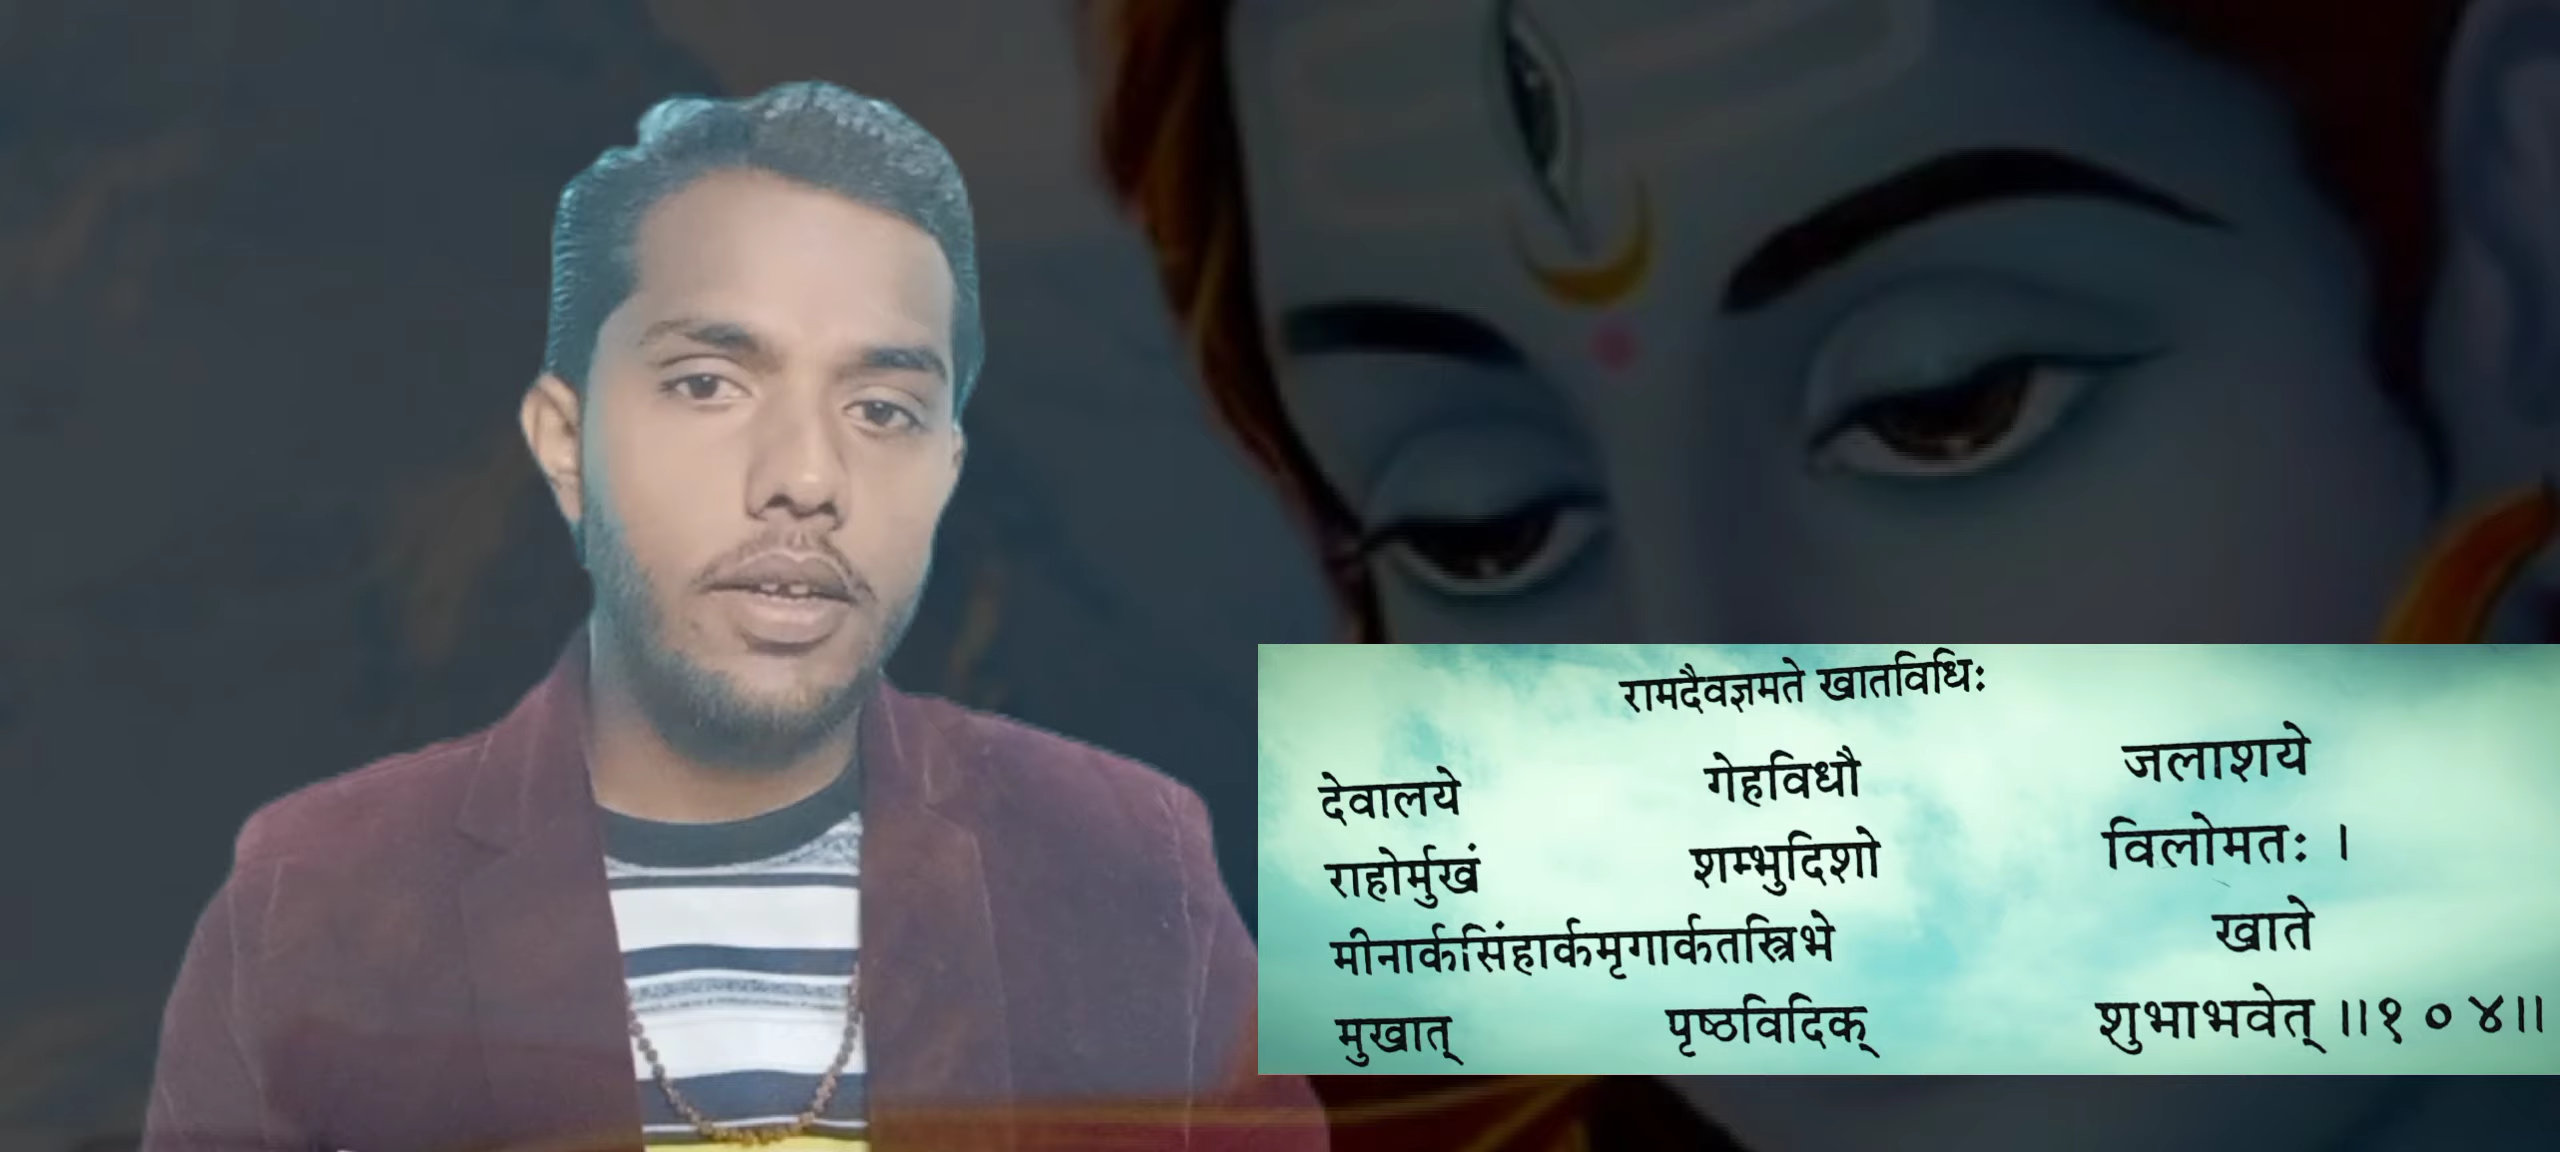 रामदैवज्ञमते खातविधिः
देवालये गेहविधौ जलाशये
राहोर्मुखं शम्भुदिशो विलोमतः ।
मीनार्कसिंहार्कमृगार्कतस्त्रिभे खाते
मुखात् पृष्ठविदिक् शुभाभवेत् ॥१०४॥